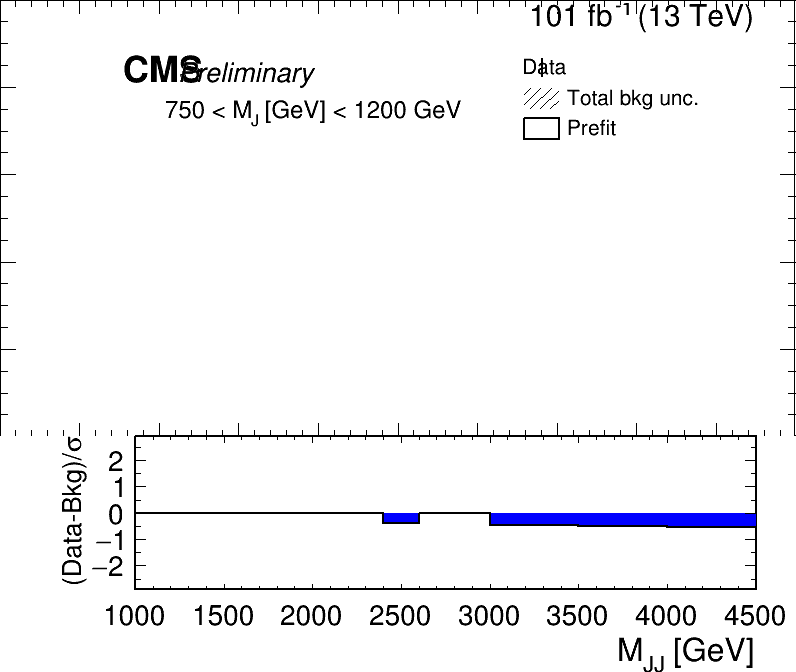 101 fb⁻¹ (13 TeV)
CMS Preliminary
Data
750 < M_J [GeV] < 1200 GeV
Total bkg unc.
Prefit
(Data-Bkg)/σ
2
1
0
−1
−2
1000 1500 2000 2500 3000 3500 4000 4500
M_JJ [GeV]